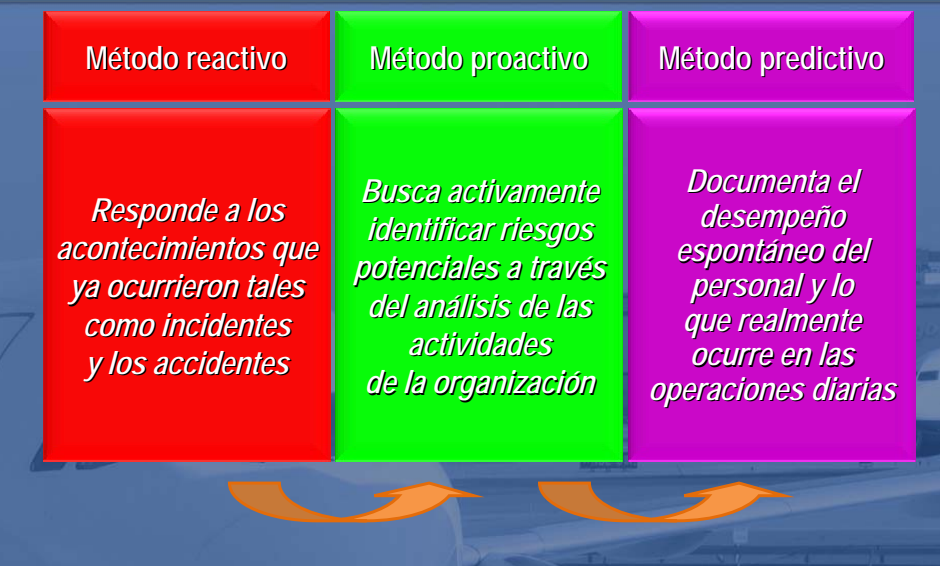 Método reactivo
Método proactivo
Método predictivo
Responde a los
acontecimientos que
ya ocurrieron tales
como incidentes
y los accidentes
Busca activamente
identificar riesgos
potenciales a través
del análisis de las
actividades
de la organización
Documenta el
desempeño
espontáneo del
personal y lo
que realmente
ocurre en las
operaciones diarias